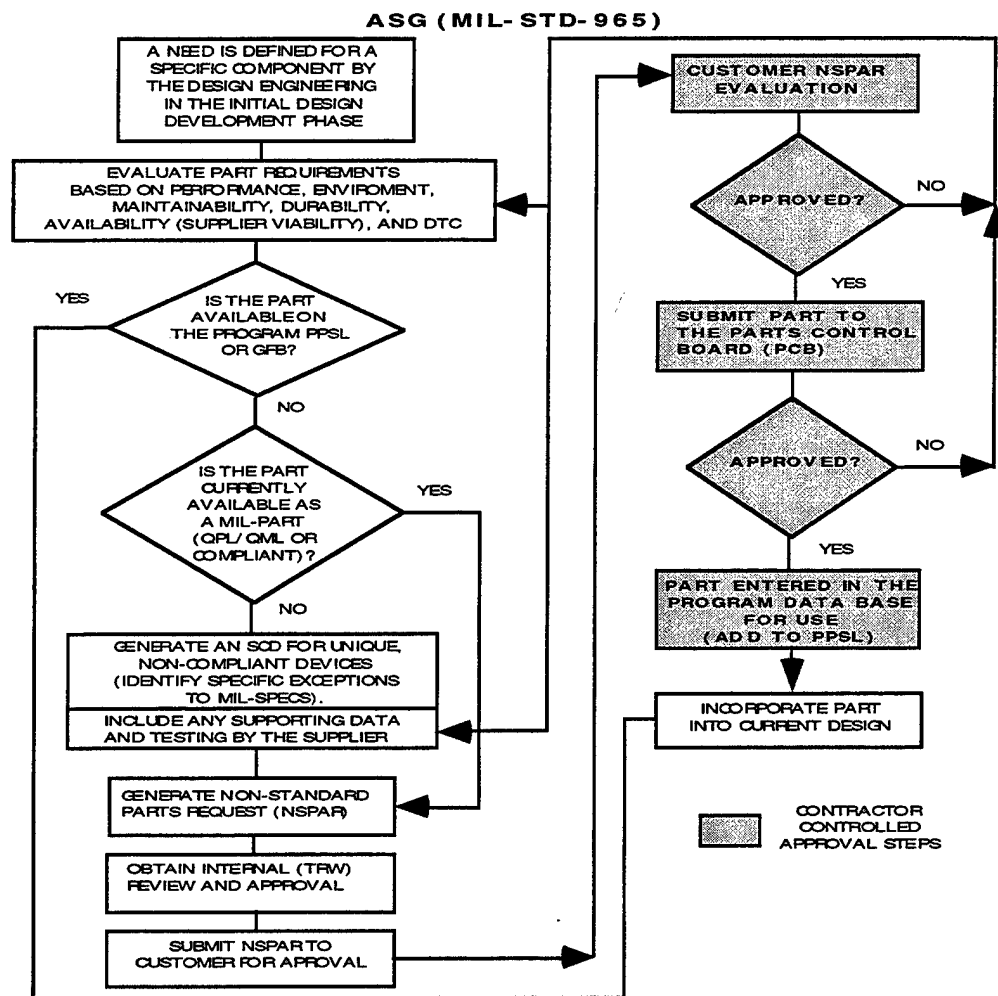 ASG (MIL-STD-965)
A NEED IS DEFINED FOR A
SPECIFIC COMPONENT BY
THE DESIGN ENGINEERING
IN THE INITIAL DESIGN
DEVELOPMENT PHASE
EVALUATE PART REQUIREMENTS
BASED ON PERFORMANCE, ENVIROMENT,
MAINTAINABILITY, DURABILITY,
AVAILABILITY (SUPPLIER VIABILITY), AND DTC
YES
IS THE PART
AVAILABLE ON
THE PROGRAM PPSL
OR GFB?
NO
IS THE PART
CURRENTLY
AVAILABLE AS
A MIL-PART
(QPL/QML OR
COMPLIANT)?
YES
NO
GENERATE AN SCD FOR UNIQUE,
NON-COMPLIANT DEVICES
(IDENTIFY SPECIFIC EXCEPTIONS
TO MIL-SPECS).
INCLUDE ANY SUPPORTING DATA
AND TESTING BY THE SUPPLIER
GENERATE NON-STANDARD
PARTS REQUEST (NSPAR)
OBTAIN INTERNAL (TRW)
REVIEW AND APPROVAL
SUBMIT NSPAR TO
CUSTOMER FOR APROVAL
CUSTOMER NSPAR
EVALUATION
APPROVED?
NO
YES
SUBMIT PART TO
THE PARTS CONTROL
BOARD (PCB)
APPROVED?
NO
YES
PART ENTERED IN THE
PROGRAM DATA BASE
FOR USE
(ADD TO PPSL)
INCORPORATE PART
INTO CURRENT DESIGN
CONTRACTOR
CONTROLLED
APPROVAL STEPS